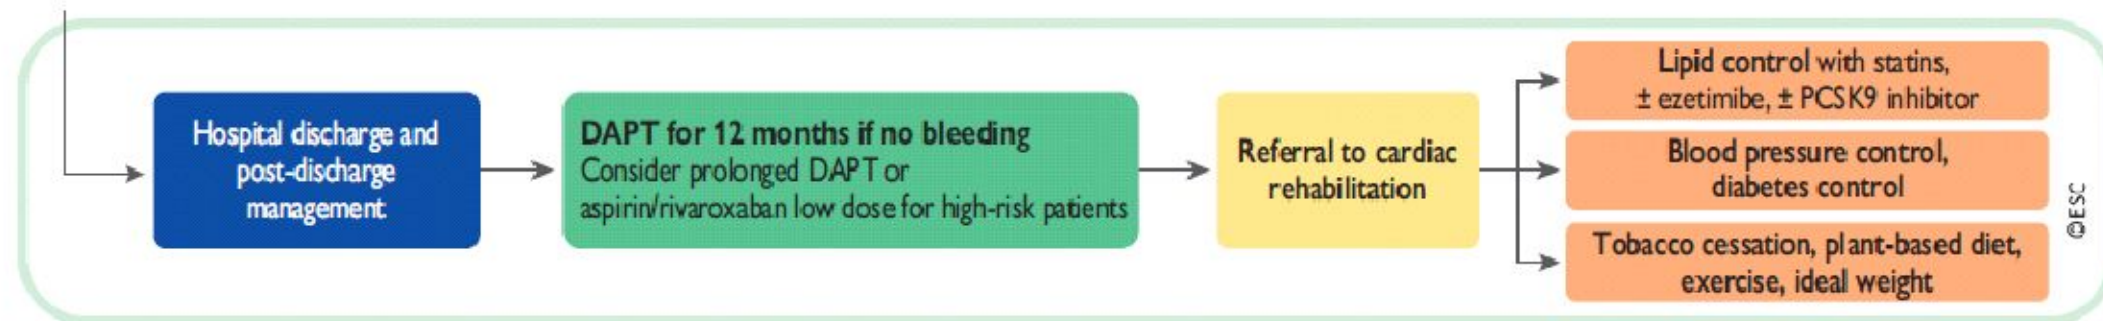 Hospital discharge and
post-discharge
management
DAPT for 12 months if no bleeding
Consider prolonged DAPT or
aspirin/rivaroxaban low dose for high-risk patients
Referral to cardiac
rehabilitation
Lipid control with statins,
± ezetimibe, ± PCSK9 inhibitor
Blood pressure control,
diabetes control
Tobacco cessation, plant-based diet,
exercise, ideal weight
©ESC